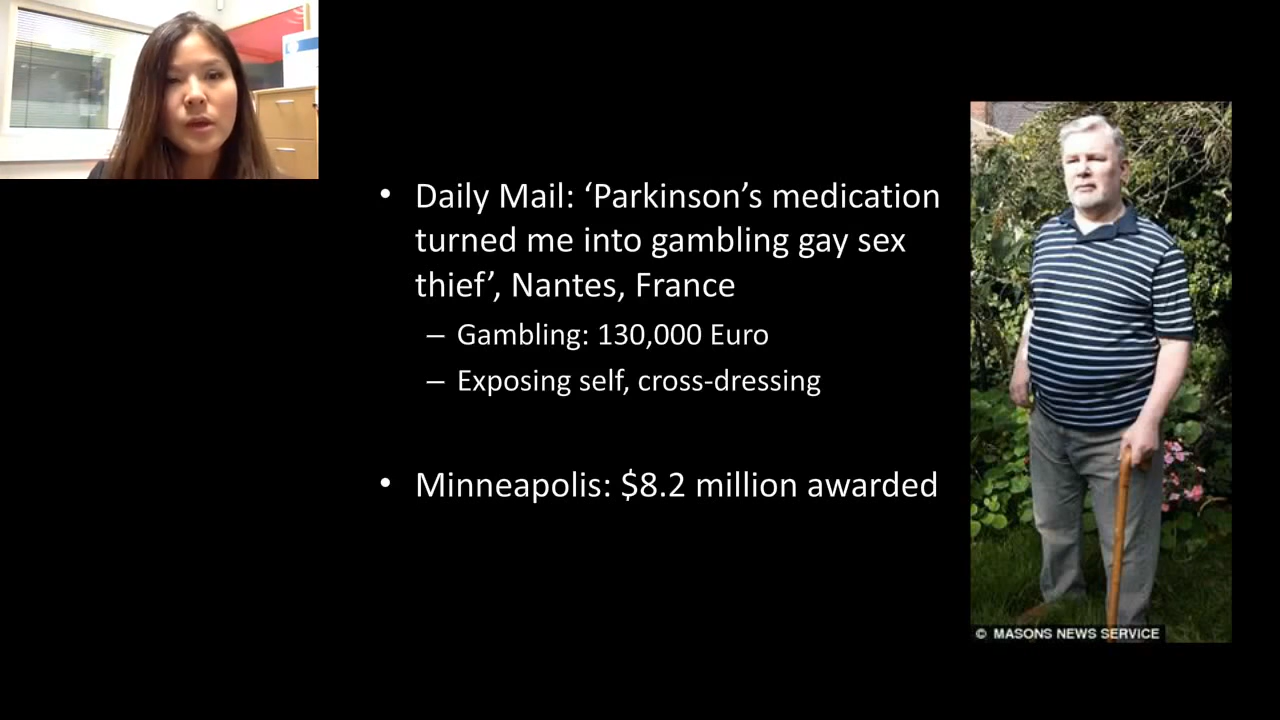 • Daily Mail: ‘Parkinson’s medication
turned me into gambling gay sex
thief’, Nantes, France
– Gambling: 130,000 Euro
– Exposing self, cross-dressing
• Minneapolis: $8.2 million awarded
© MASONS NEWS SERVICE